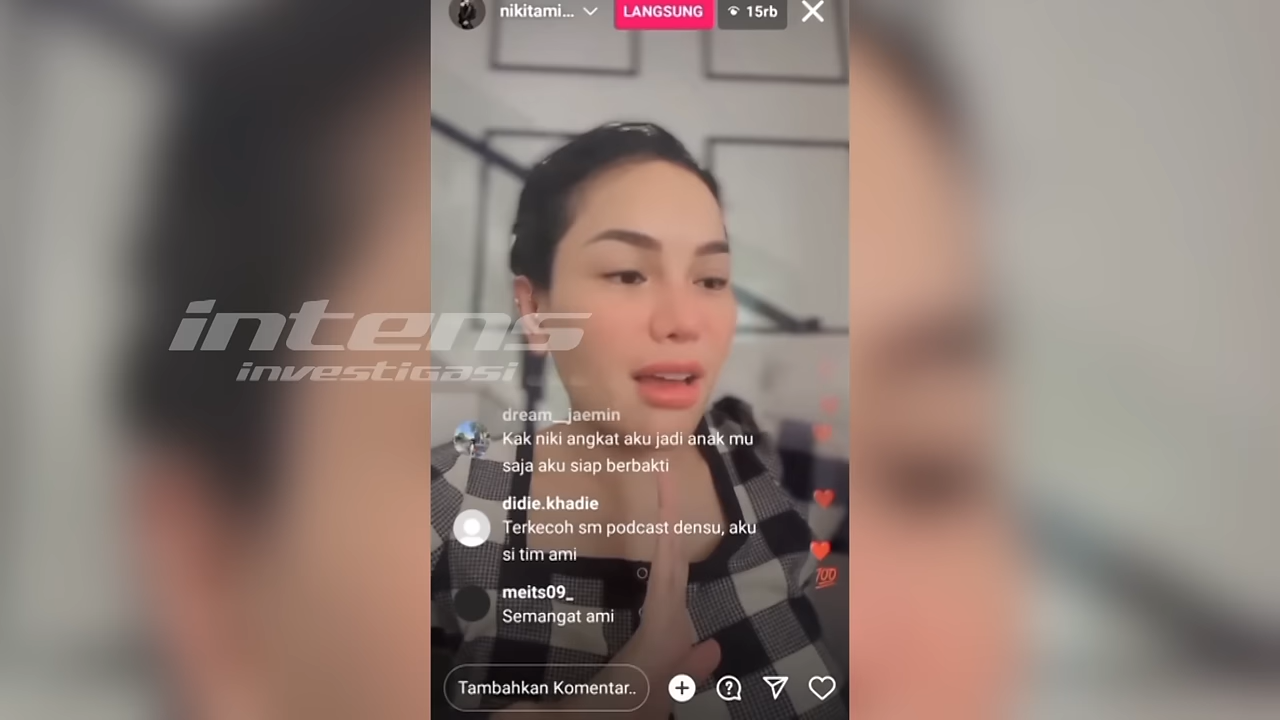 nikitami...
LANGSUNG
15rb
intens
investigasi
dream__jaemin
Kak niki angkat aku jadi anak mu
saja aku siap berbakti
didie.khadie
Terkecoh sm podcast densu, aku
si tim ami
meits09_
Semangat ami
100
Tambahkan Komentar..